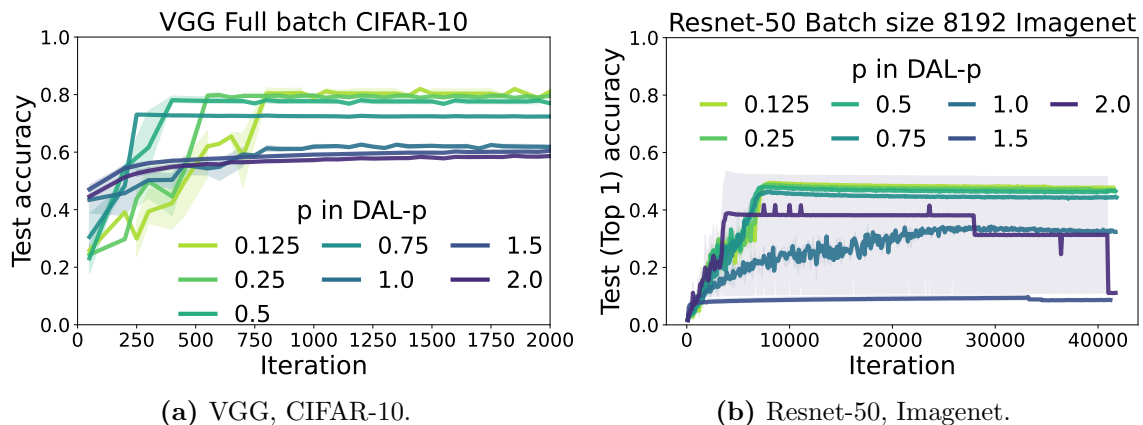 VGG Full batch CIFAR-10
Test accuracy
1.0
0.8
0.6
0.4
0.2
0.0
p in DAL-p
0.125 0.75 1.5
0.25 1.0 2.0
0.5
0 250 500 750 1000 1250 1500 1750 2000
Iteration
(a) VGG, CIFAR-10.
Resnet-50 Batch size 8192 Imagenet
Test (Top 1) accuracy
1.0
0.8
0.6
0.4
0.2
0.0
p in DAL-p
0.125 0.5 1.0 2.0
0.25 0.75 1.5
0 10000 20000 30000 40000
Iteration
(b) Resnet-50, Imagenet.